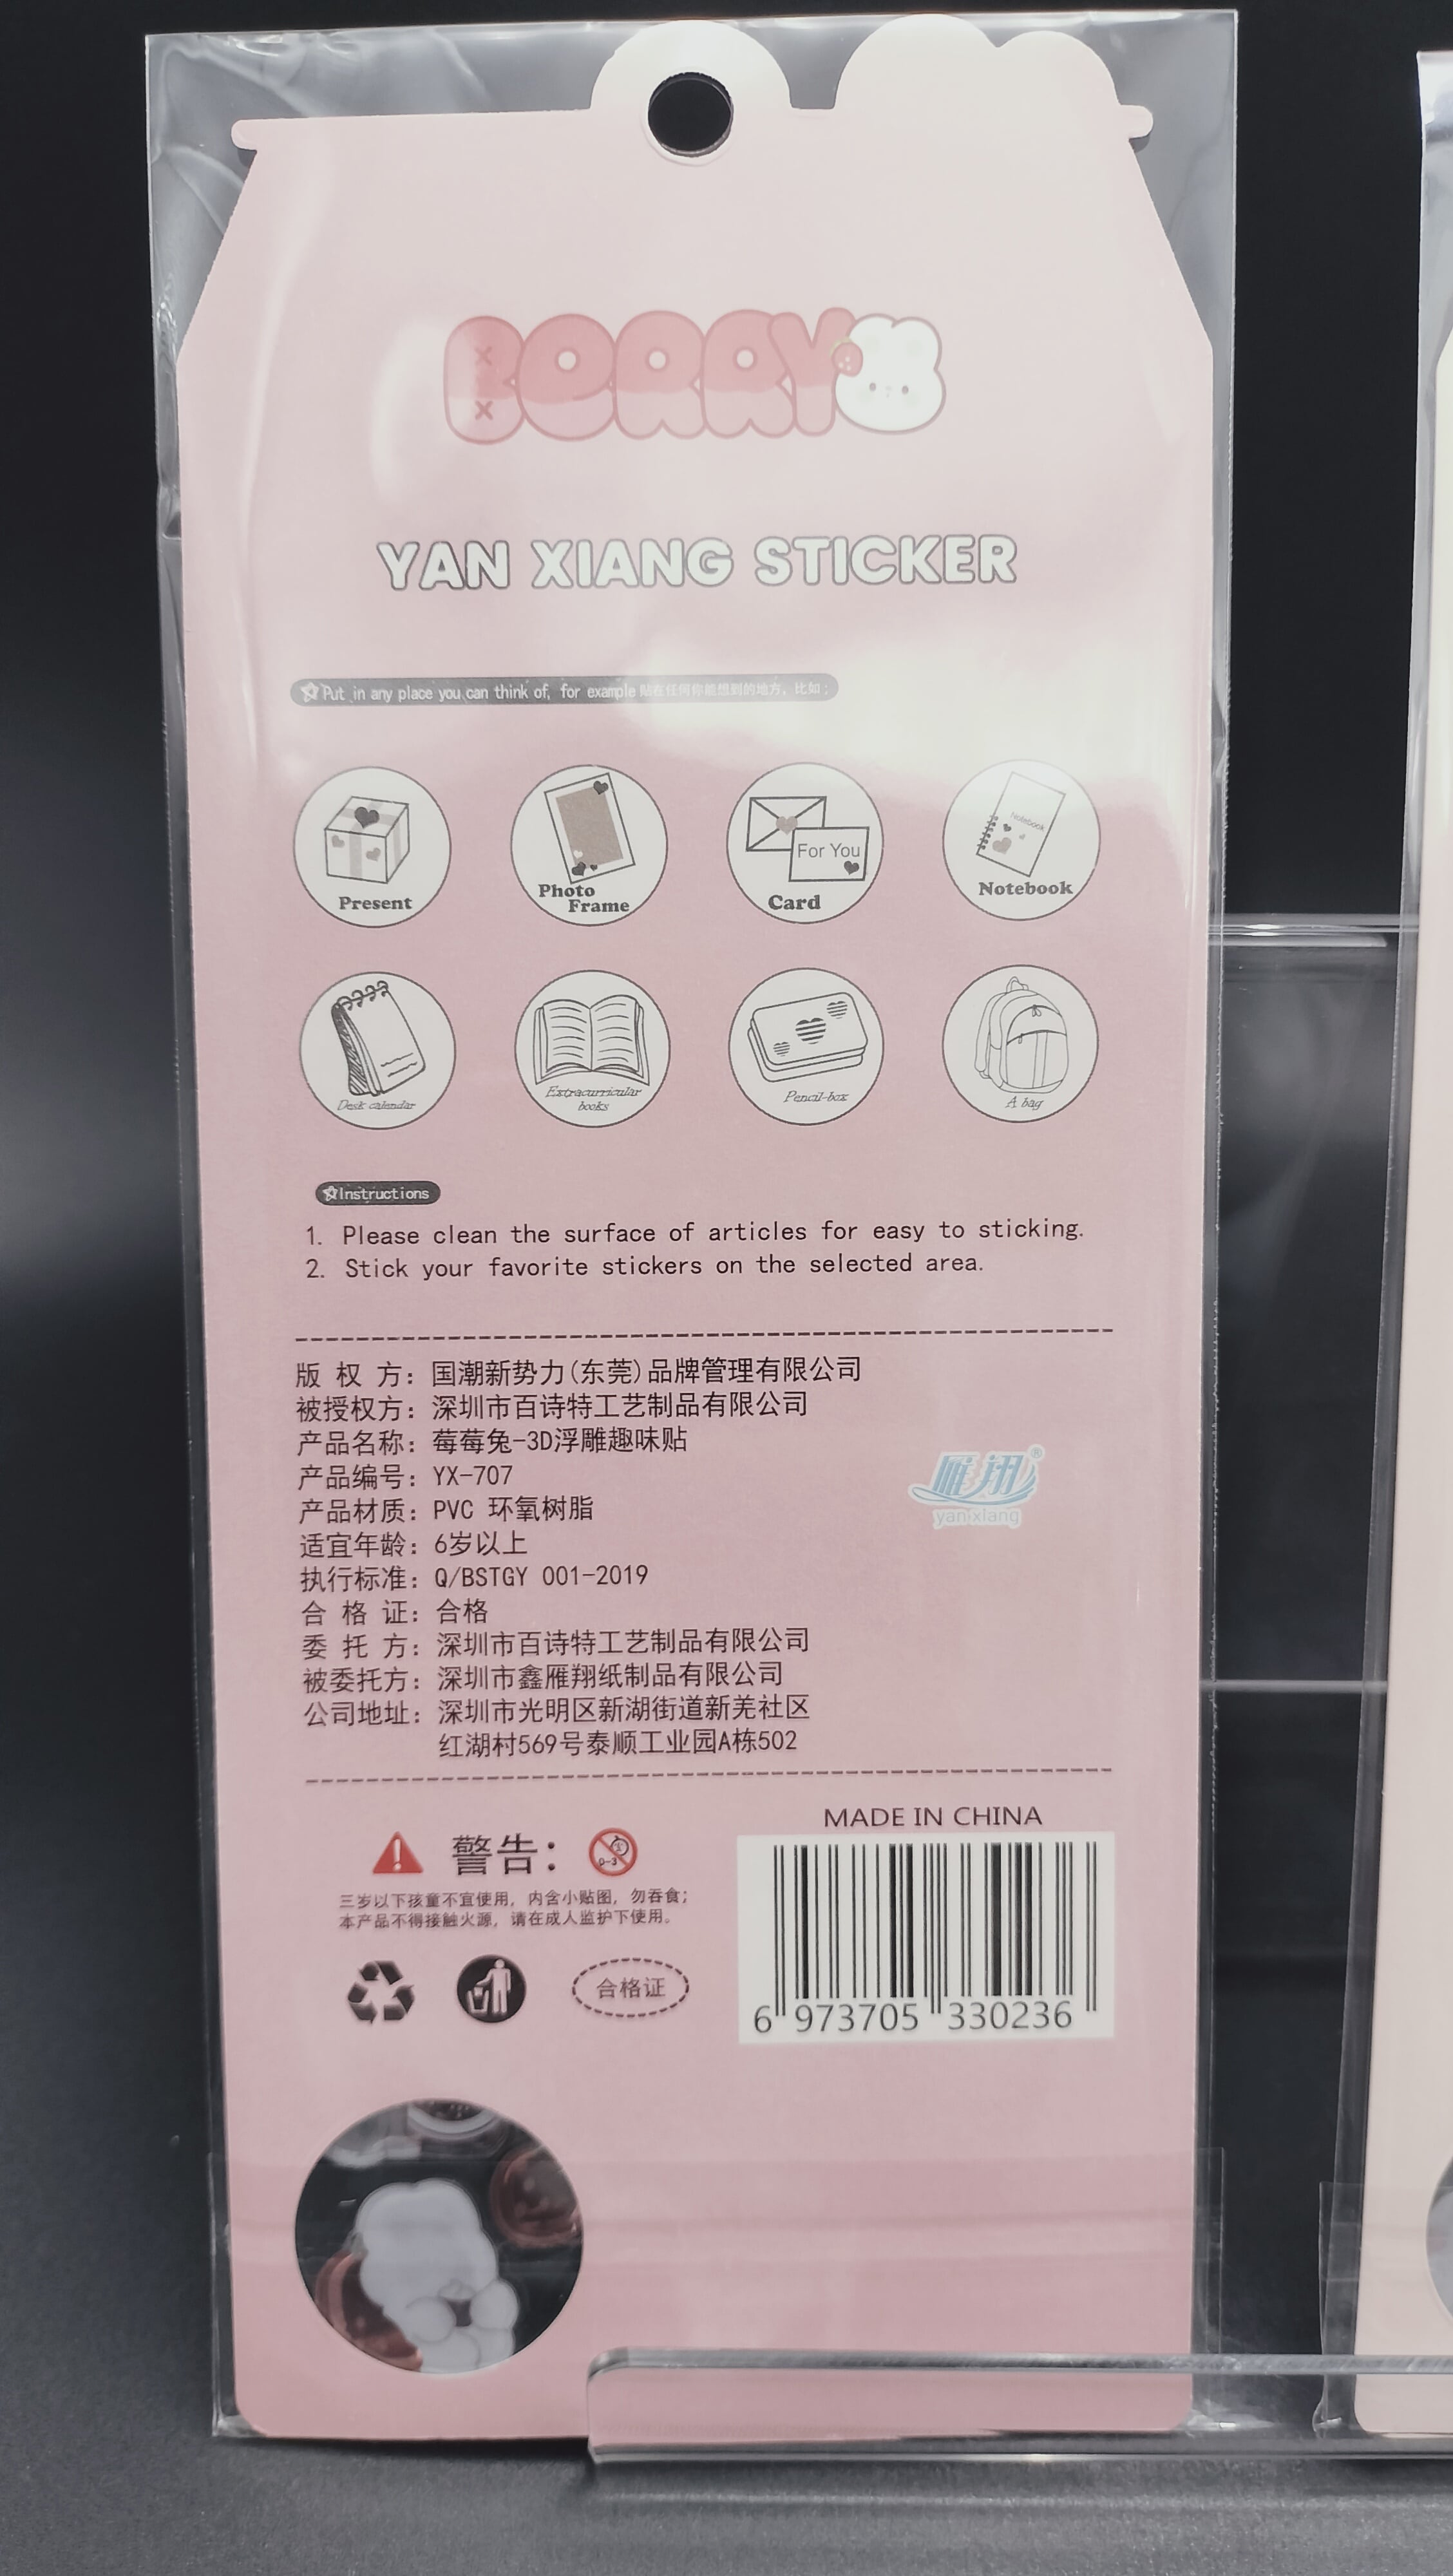 BORRY
YAN XIANG STICKER
Put in any place you can think of, for example 贴在任何你能想到的地方, 比如:
Present
Photo
Frame
For You
Card
Notebook
Notebook
Desk calendar
Extracurricular
books
Pencil-box
A bag
Instructions
1. Please clean the surface of articles for easy to sticking.
2. Stick your favorite stickers on the selected area.
版 权 方: 国潮新势力(东莞)品牌管理有限公司
被授权方: 深圳市百诗特工艺制品有限公司
产品名称: 莓莓兔-3D浮雕趣味贴
产品编号: YX-707
产品材质: PVC 环氧树脂
适宜年龄: 6岁以上
执行标准: Q/BSTGY 001-2019
合 格 证: 合格
委 托 方: 深圳市百诗特工艺制品有限公司
被委托方: 深圳市鑫雁翔纸制品有限公司
公司地址: 深圳市光明区新湖街道新羌社区
红湖村569号泰顺工业园A栋502
雁翔®
yan xiang
警告:
0-3
三岁以下孩童不宜使用, 内含小贴图, 勿吞食;
本产品不得接触火源, 请在成人监护下使用。
合格证
MADE IN CHINA
6 973705 330236